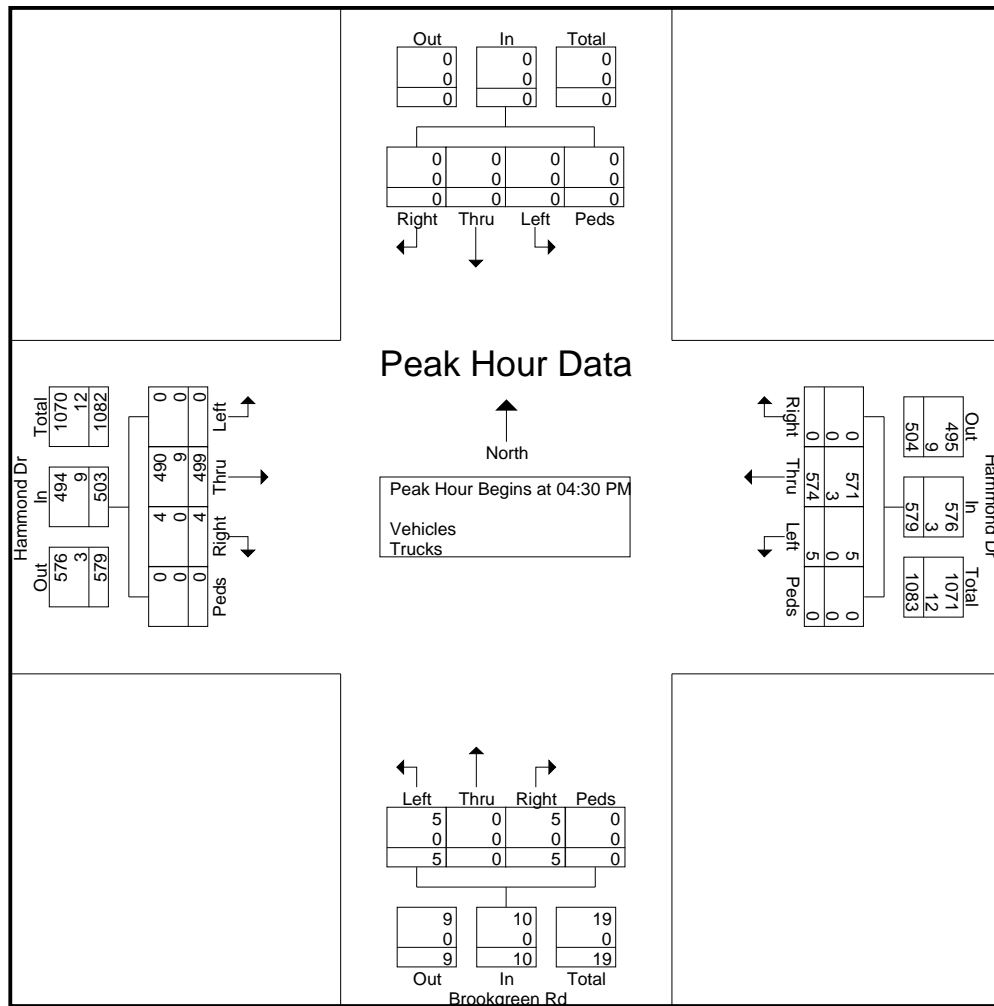 Out In Total
0 0 0
0 0 0
0 0 0
0 0 0 0
0 0 0 0
0 0 0 0
Right Thru Left Peds
Hammond Dr
Total In Out
1070 494 576
12 9 3
1082 503 579
0 490 4 0
0 9 0 0
0 499 4 0
Left Thru Right Peds
Peak Hour Data
North
Peak Hour Begins at 04:30 PM
Vehicles
Trucks
Hammond Dr
Out In Total
495 576 1071
9 3 12
504 579 1083
0 571 5 0
0 3 0 0
0 574 5 0
Right Thru Left Peds
Left Thru Right Peds
5 0 5 0
0 0 0 0
5 0 5 0
9 10 19
0 0 0
9 10 19
Out In Total
Brookgreen Rd